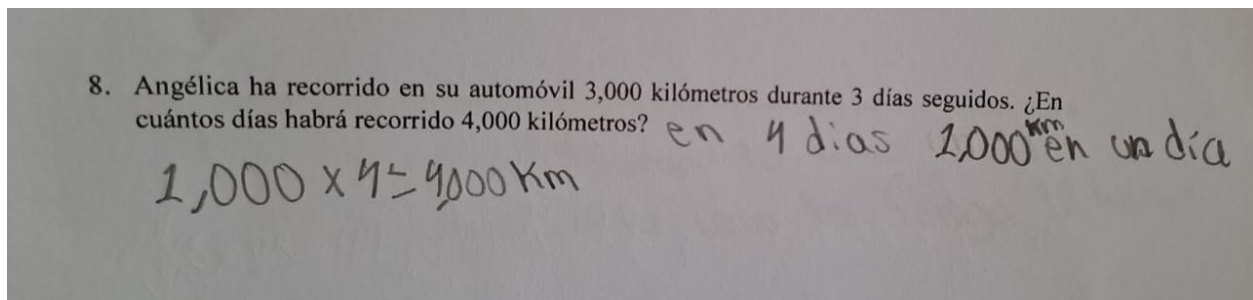 8. Angélica ha recorrido en su automóvil 3,000 kilómetros durante 3 días seguidos. ¿En
cuántos días habrá recorrido 4,000 kilómetros? en 4 dias 1,000 km en un día
1,000 x 4 = 4,000 Km